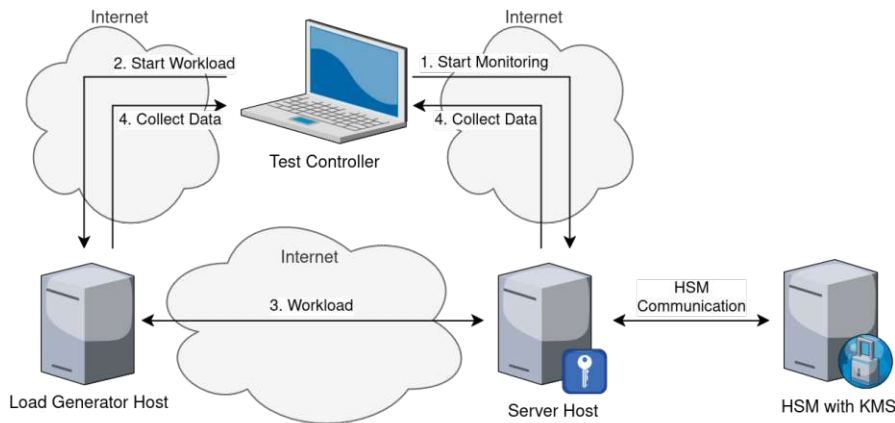 Internet
Internet
2. Start Workload
1. Start Monitoring
4. Collect Data
4. Collect Data
Test Controller
Internet
3. Workload
HSM
Communication
Load Generator Host
Server Host
HSM with KMS